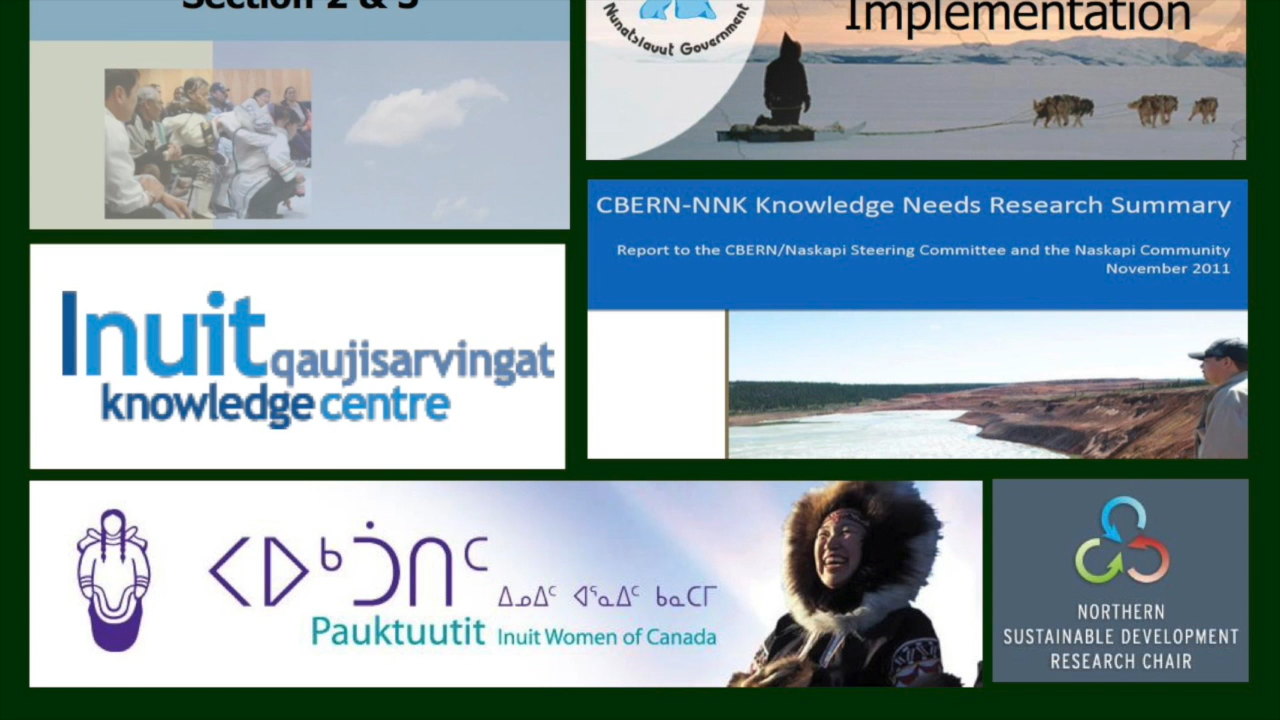 Section 2 & 3
Nunatsiavut Government
Implementation
CBERN-NNK Knowledge Needs Research Summary
Report to the CBERN/Naskapi Steering Committee and the Naskapi Community
November 2011
Inuit qaujisarvingat
knowledge centre
ᐸᐅᒃᑑᑎᑦ ᐃᓄᐃᑦ ᐊᕐᓇᐃᑦ ᑲᓇᑕᒥ
Pauktuutit Inuit Women of Canada
NORTHERN
SUSTAINABLE DEVELOPMENT
RESEARCH CHAIR